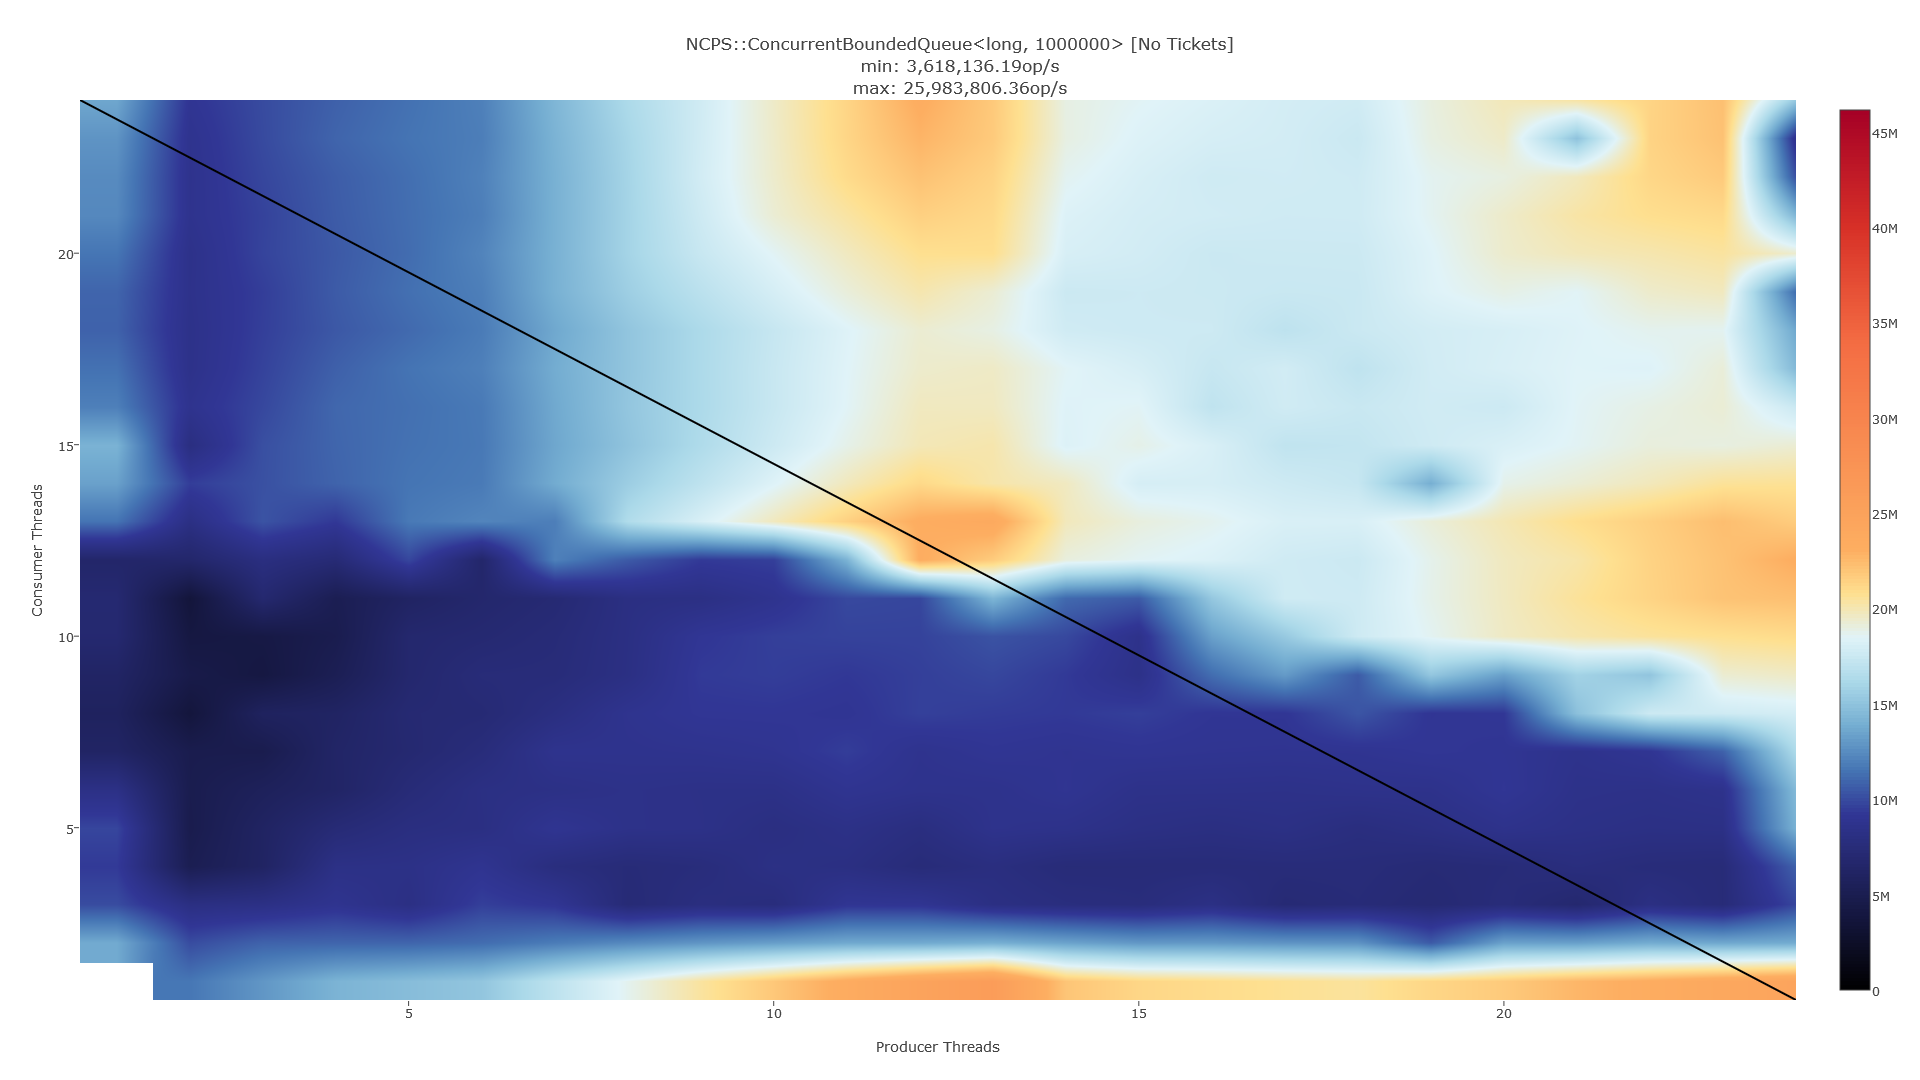 NCPS::ConcurrentBoundedQueue<long, 1000000> [No Tickets]
min: 3,618,136.19op/s
max: 25,983,806.36op/s
Consumer Threads
20
15
10
5
5
10
15
20
Producer Threads
45M
40M
35M
30M
25M
20M
15M
10M
5M
0